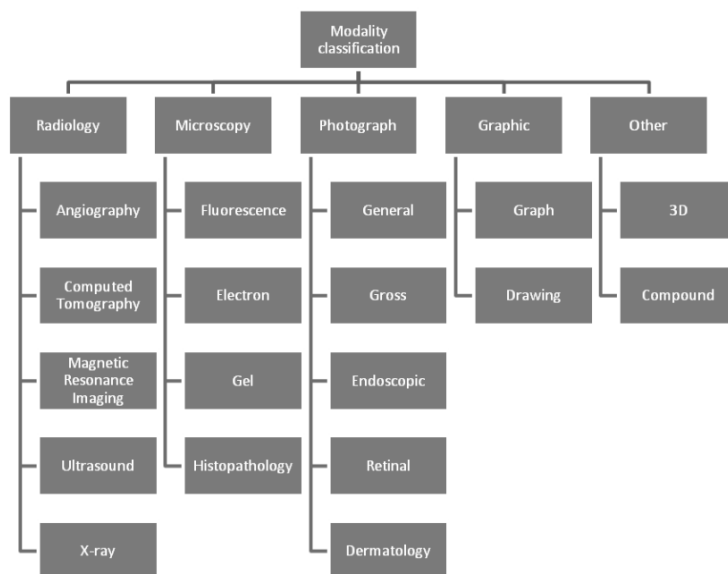 Modality
classification
Radiology
Microscopy
Photograph
Graphic
Other
Angiography
Fluorescence
General
Graph
3D
Computed
Tomography
Electron
Gross
Drawing
Compound
Magnetic
Resonance
Imaging
Gel
Endoscopic
Ultrasound
Histopathology
Retinal
X-ray
Dermatology